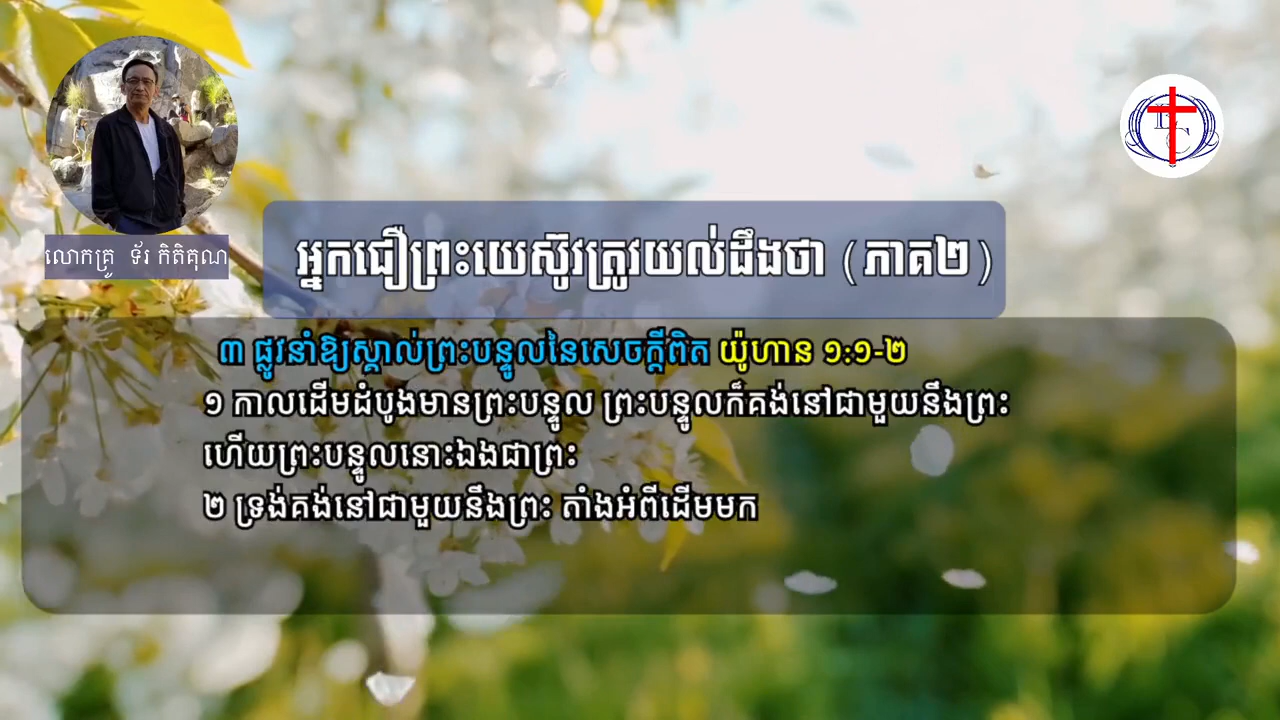 លោកគ្រូ ទ័រ កិតិគុណ
អ្នកជឿព្រះយេស៊ូវត្រូវយល់ដឹងថា (ភាគ២)
៣ ផ្លូវនាំឱ្យស្គាល់ព្រះបន្ទូលនៃសេចក្តីពិត យ៉ូហាន ១:១-២
១ កាលដើមដំបូងមានព្រះបន្ទូល ព្រះបន្ទូលក៏គង់នៅជាមួយនឹងព្រះ
ហើយព្រះបន្ទូលនោះឯងជាព្រះ
២ ទ្រង់គង់នៅជាមួយនឹងព្រះ តាំងអំពីដើមមក